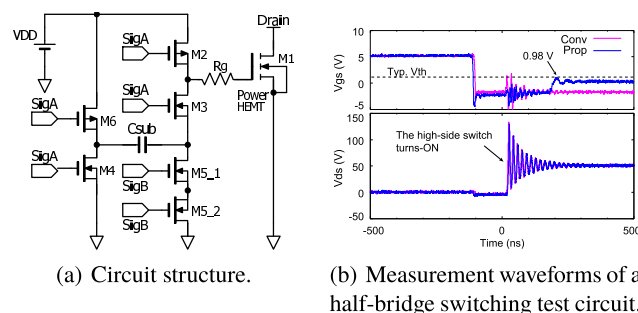 VDD
SigA
M2
Rg
Drain
M1
Power
HEMT
SigA
M3
SigA
M6
Csub
SigA
M4
SigB
M5_1
SigB
M5_2
(a) Circuit structure.
Conv
Prop
Vgs (V)
10
5
0
-5
Typ. Vth
0.98 V
Vds (V)
150
100
50
0
-50
The high-side switch
turns-ON
-500
0
500
Time (ns)
(b) Measurement waveforms of a
half-bridge switching test circuit.